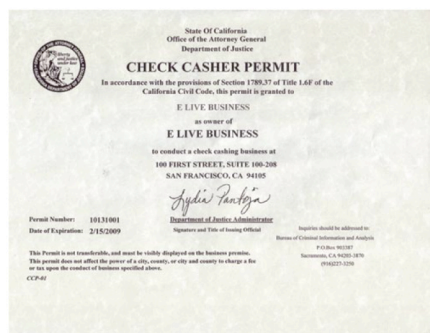 State Of California
Office of the Attorney General
Department of Justice
CHECK CASHER PERMIT
In accordance with the provisions of Section 1789.37 of Title 1.6F of the
California Civil Code, this permit is granted to
E LIVE BUSINESS
as owner of
E LIVE BUSINESS
to conduct a check cashing business at
100 FIRST STREET, SUITE 100-208
SAN FRANCISCO, CA 94105
Lydia Pantoja
Permit Number: 10131001
Department of Justice Administrator
Date of Expiration: 2/15/2009
Signature and Title of Issuing Official
Inquiries should be addressed to:
Bureau of Criminal Information and Analysis
P.O.Box 903387
Sacramento, CA 94203-3870
(916)227-3250
This Permit is not transferable, and must be visibly displayed on the business premise.
This permit does not affect the power of a city, county, or city and county to charge a fee
or tax upon the conduct of business specified above.
CCP-01